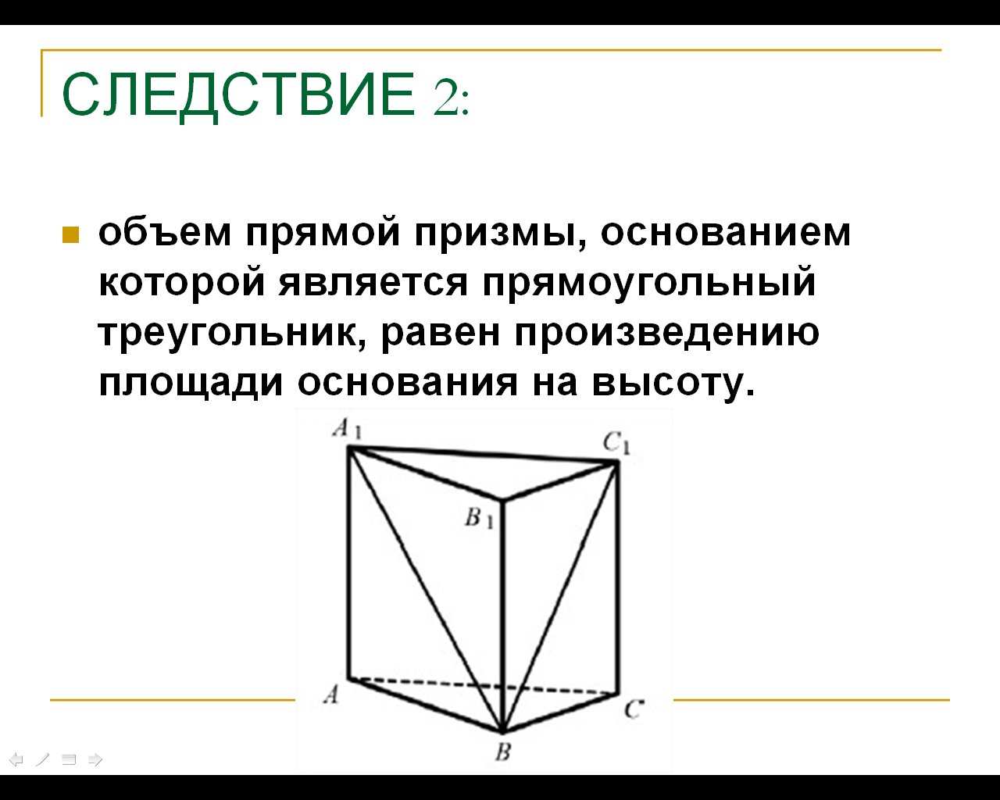 СЛЕДСТВИЕ 2:
объем прямой призмы, основанием
которой является прямоугольный
треугольник, равен произведению
площади основания на высоту.
A1
C1
B1
A
C
B